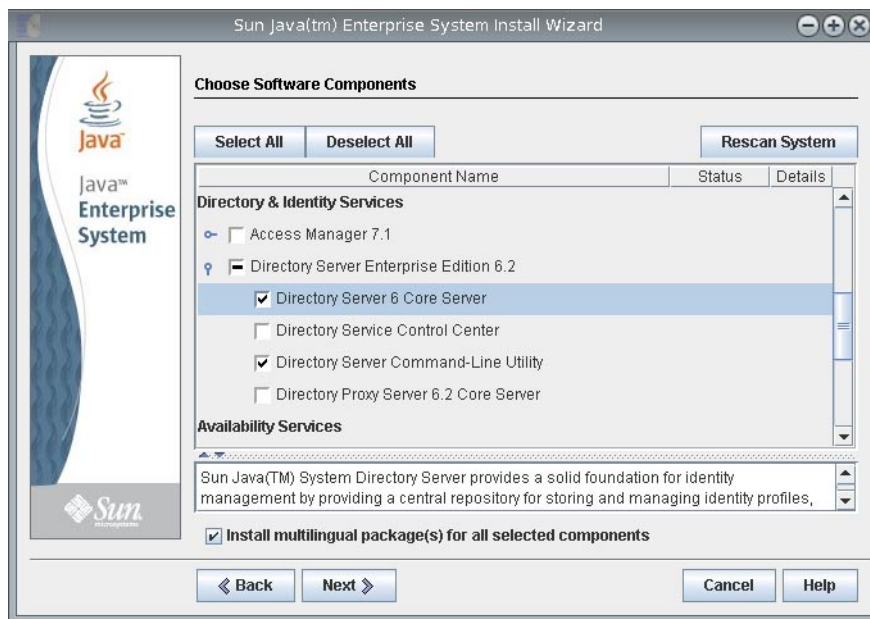 Sun Java(tm) Enterprise System Install Wizard
Java™
Java™
Enterprise
System
Sun
microsystems
Choose Software Components
Select All
Deselect All
Rescan System
Component Name
Status
Details
Directory & Identity Services
Access Manager 7.1
Directory Server Enterprise Edition 6.2
Directory Server 6 Core Server
Directory Service Control Center
Directory Server Command-Line Utility
Directory Proxy Server 6.2 Core Server
Availability Services
Sun Java(TM) System Directory Server provides a solid foundation for identity
management by providing a central repository for storing and managing identity profiles,
Install multilingual package(s) for all selected components
Back
Next
Cancel
Help